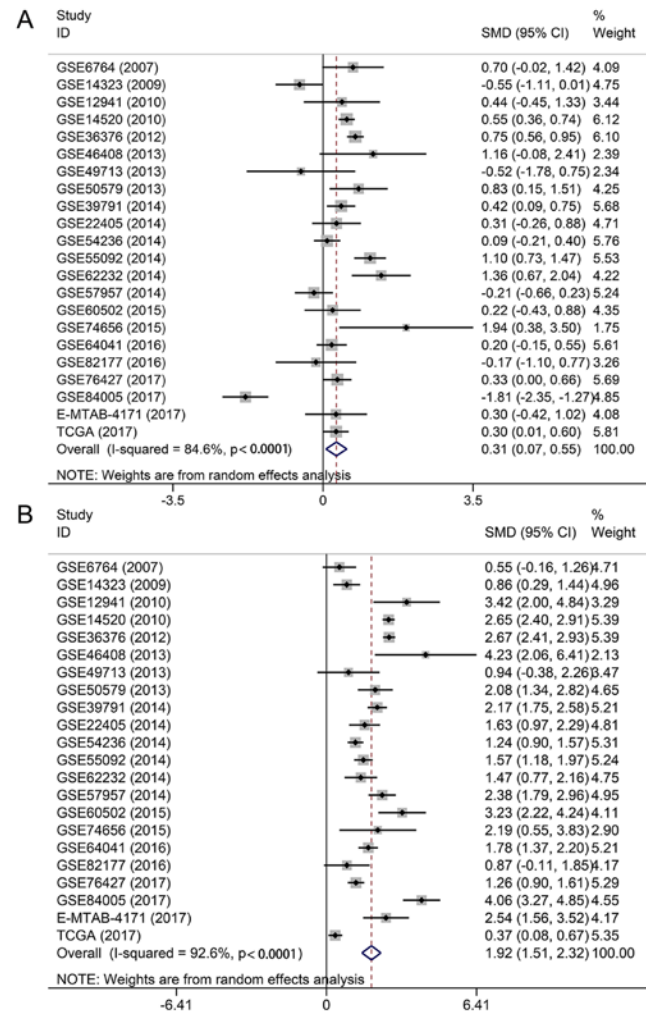 A
Study %
ID SMD (95% CI) Weight
GSE6764 (2007) 0.70 (-0.02, 1.42) 4.09
GSE14323 (2009) -0.55 (-1.11, 0.01) 4.75
GSE12941 (2010) 0.44 (-0.45, 1.33) 3.44
GSE14520 (2010) 0.55 (0.36, 0.74) 6.12
GSE36376 (2012) 0.75 (0.56, 0.95) 6.10
GSE46408 (2013) 1.16 (-0.08, 2.41) 2.39
GSE49713 (2013) -0.52 (-1.78, 0.75) 2.34
GSE50579 (2013) 0.83 (0.15, 1.51) 4.25
GSE39791 (2014) 0.42 (0.09, 0.75) 5.68
GSE22405 (2014) 0.31 (-0.26, 0.88) 4.71
GSE54236 (2014) 0.09 (-0.21, 0.40) 5.76
GSE55092 (2014) 1.10 (0.73, 1.47) 5.53
GSE62232 (2014) 1.36 (0.67, 2.04) 4.22
GSE57957 (2014) -0.21 (-0.66, 0.23) 5.24
GSE60502 (2015) 0.22 (-0.43, 0.88) 4.35
GSE74656 (2015) 1.94 (0.38, 3.50) 1.75
GSE64041 (2016) 0.20 (-0.15, 0.55) 5.61
GSE82177 (2016) -0.17 (-1.10, 0.77) 3.26
GSE76427 (2017) 0.33 (0.00, 0.66) 5.69
GSE84005 (2017) -1.81 (-2.35, -1.27) 4.85
E-MTAB-4171 (2017) 0.30 (-0.42, 1.02) 4.08
TCGA (2017) 0.30 (0.01, 0.60) 5.81
Overall (I-squared = 84.6%, p<0.0001) 0.31 (0.07, 0.55) 100.00
NOTE: Weights are from random effects analysis
-3.5 0 3.5
B
Study %
ID SMD (95% CI) Weight
GSE6764 (2007) 0.55 (-0.16, 1.26) 4.71
GSE14323 (2009) 0.86 (0.29, 1.44) 4.96
GSE12941 (2010) 3.42 (2.00, 4.84) 3.29
GSE14520 (2010) 2.65 (2.40, 2.91) 5.39
GSE36376 (2012) 2.67 (2.41, 2.93) 5.39
GSE46408 (2013) 4.23 (2.06, 6.41) 2.13
GSE49713 (2013) 0.94 (-0.38, 2.26) 3.47
GSE50579 (2013) 2.08 (1.34, 2.82) 4.65
GSE39791 (2014) 2.17 (1.75, 2.58) 5.21
GSE22405 (2014) 1.63 (0.97, 2.29) 4.81
GSE54236 (2014) 1.24 (0.90, 1.57) 5.31
GSE55092 (2014) 1.57 (1.18, 1.97) 5.24
GSE62232 (2014) 1.47 (0.77, 2.16) 4.75
GSE57957 (2014) 2.38 (1.79, 2.96) 4.95
GSE60502 (2015) 3.23 (2.22, 4.24) 4.11
GSE74656 (2015) 2.19 (0.55, 3.83) 2.90
GSE64041 (2016) 1.78 (1.37, 2.20) 5.21
GSE82177 (2016) 0.87 (-0.11, 1.85) 4.17
GSE76427 (2017) 1.26 (0.90, 1.61) 5.29
GSE84005 (2017) 4.06 (3.27, 4.85) 4.55
E-MTAB-4171 (2017) 2.54 (1.56, 3.52) 4.17
TCGA (2017) 0.37 (0.08, 0.67) 5.35
Overall (I-squared = 92.6%, p<0.0001) 1.92 (1.51, 2.32) 100.00
NOTE: Weights are from random effects analysis
-6.41 0 6.41